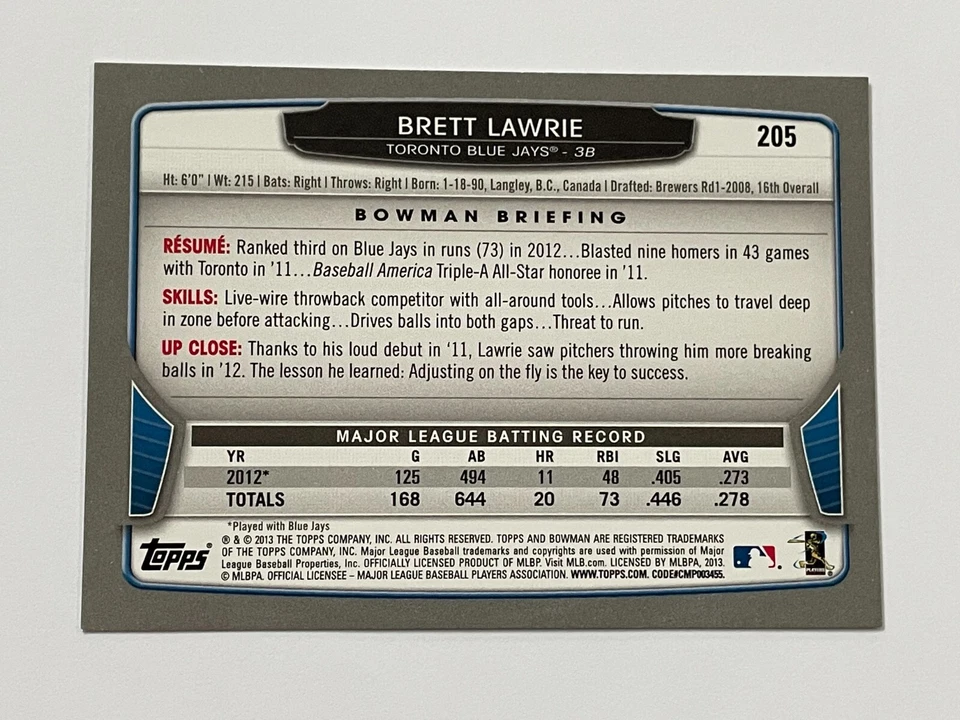 BRETT LAWRIE
TORONTO BLUE JAYS® - 3B
205
Ht: 6'0" | Wt: 215 | Bats: Right | Throws: Right | Born: 1-18-90, Langley, B.C., Canada | Drafted: Brewers Rd1-2008, 16th Overall
BOWMAN BRIEFING
RÉSUMÉ: Ranked third on Blue Jays in runs (73) in 2012...Blasted nine homers in 43 games
with Toronto in '11...Baseball America Triple-A All-Star honoree in '11.
SKILLS: Live-wire throwback competitor with all-around tools...Allows pitches to travel deep
in zone before attacking...Drives balls into both gaps...Threat to run.
UP CLOSE: Thanks to his loud debut in '11, Lawrie saw pitchers throwing him more breaking
balls in '12. The lesson he learned: Adjusting on the fly is the key to success.
MAJOR LEAGUE BATTING RECORD
YR G AB HR RBI SLG AVG
2012* 125 494 11 48 .405 .273
TOTALS 168 644 20 73 .446 .278
*Played with Blue Jays
® & © 2013 THE TOPPS COMPANY, INC. ALL RIGHTS RESERVED. TOPPS AND BOWMAN ARE REGISTERED TRADEMARKS
OF THE TOPPS COMPANY, INC. Major League Baseball trademarks and copyrights are used with permission of Major
League Baseball Properties, Inc. OFFICIALLY LICENSED PRODUCT OF MLBP. Visit MLB.com. LICENSED BY MLBPA, 2013.
© MLBPA. OFFICIAL LICENSEE – MAJOR LEAGUE BASEBALL PLAYERS ASSOCIATION. WWW.TOPPS.COM. CODE#CMP003455.
TOPPS®
PLAYERS